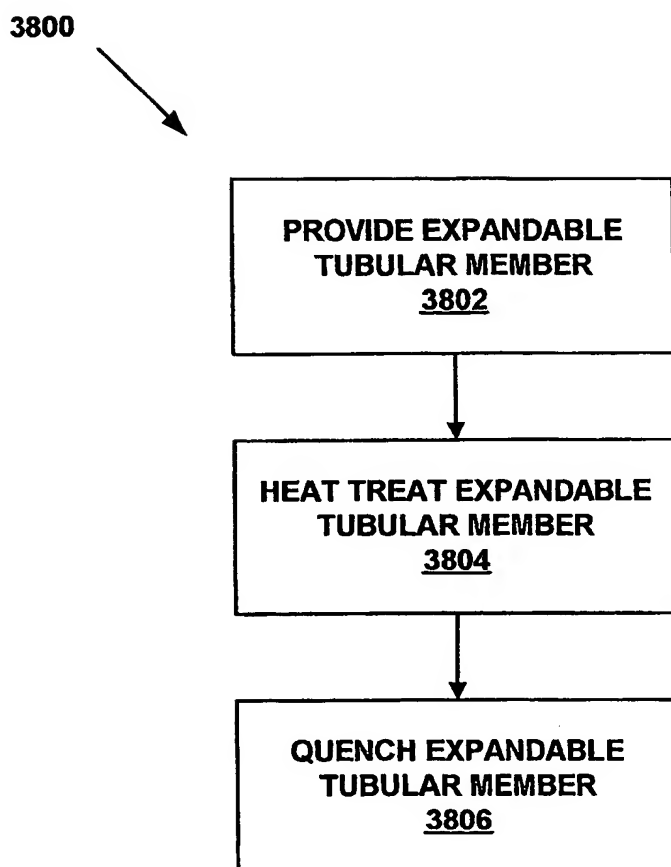 3800
PROVIDE EXPANDABLE
TUBULAR MEMBER
3802
HEAT TREAT EXPANDABLE
TUBULAR MEMBER
3804
QUENCH EXPANDABLE
TUBULAR MEMBER
3806